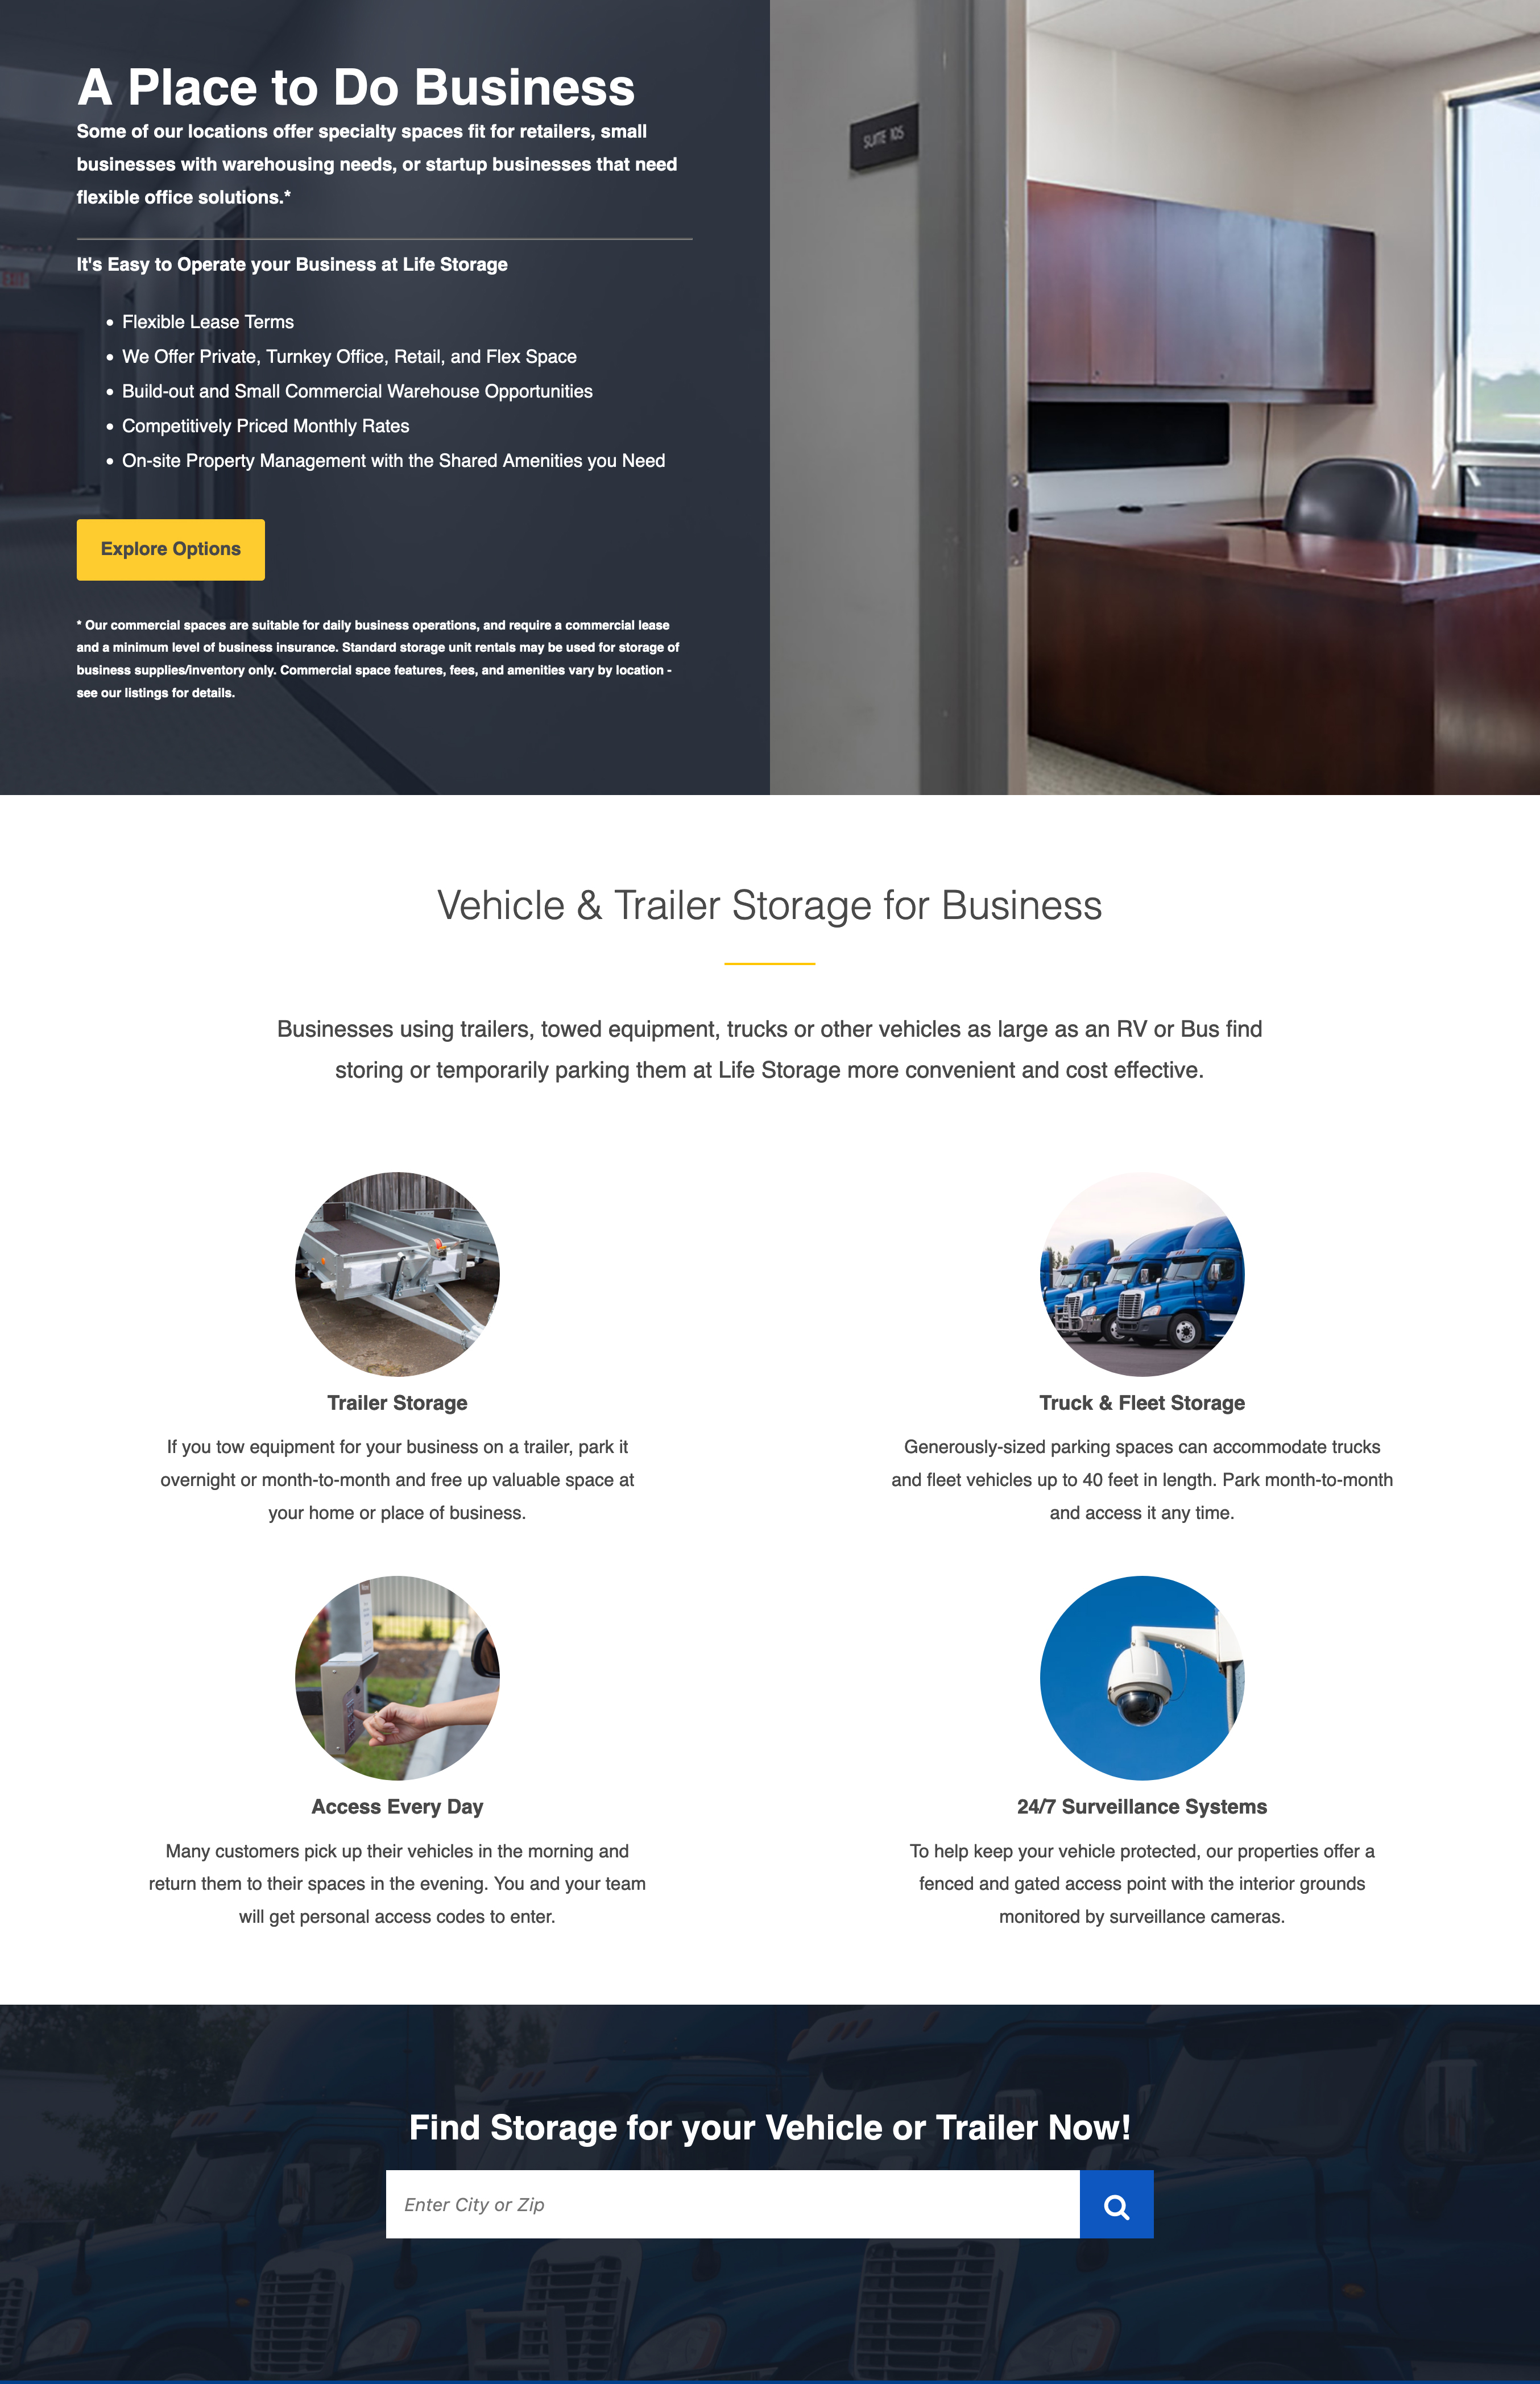 A Place to Do Business
Some of our locations offer specialty spaces fit for retailers, small
businesses with warehousing needs, or startup businesses that need
flexible office solutions.*
It's Easy to Operate your Business at Life Storage
• Flexible Lease Terms
• We Offer Private, Turnkey Office, Retail, and Flex Space
• Build-out and Small Commercial Warehouse Opportunities
• Competitively Priced Monthly Rates
• On-site Property Management with the Shared Amenities you Need
Explore Options
* Our commercial spaces are suitable for daily business operations, and require a commercial lease
and a minimum level of business insurance. Standard storage unit rentals may be used for storage of
business supplies/inventory only. Commercial space features, fees, and amenities vary by location -
see our listings for details.
EXIT
SUITE 105
Vehicle & Trailer Storage for Business
Businesses using trailers, towed equipment, trucks or other vehicles as large as an RV or Bus find
storing or temporarily parking them at Life Storage more convenient and cost effective.
Trailer Storage
If you tow equipment for your business on a trailer, park it
overnight or month-to-month and free up valuable space at
your home or place of business.
Truck & Fleet Storage
Generously-sized parking spaces can accommodate trucks
and fleet vehicles up to 40 feet in length. Park month-to-month
and access it any time.
Access Every Day
Many customers pick up their vehicles in the morning and
return them to their spaces in the evening. You and your team
will get personal access codes to enter.
24/7 Surveillance Systems
To help keep your vehicle protected, our properties offer a
fenced and gated access point with the interior grounds
monitored by surveillance cameras.
Find Storage for your Vehicle or Trailer Now!
Enter City or Zip